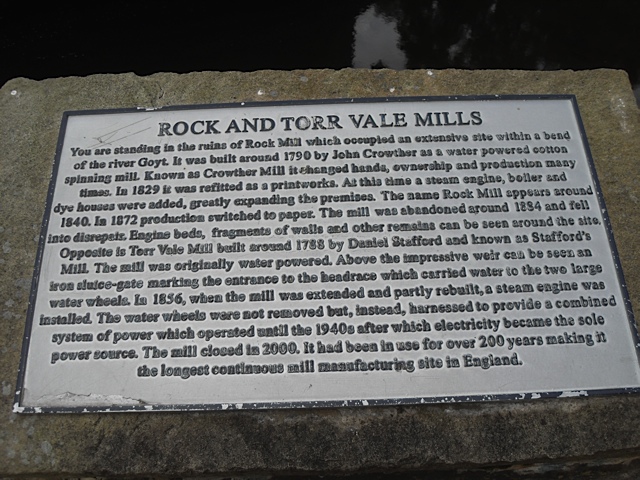 ROCK AND TORR VALE MILLS
You are standing in the ruins of Rock Mill which occupied an extensive site within a bend
of the river Goyt. It was built around 1790 by John Crowther as a water powered cotton
spinning mill. Known as Crowther Mill it changed hands, ownership and production many
times. In 1829 it was refitted as a printworks. At this time a steam engine, boiler and
dye houses were added, greatly expanding the premises. The name Rock Mill appears around
1840. In 1872 production switched to paper. The mill was abandoned around 1884 and fell
into disrepair. Engine beds, fragments of walls and other remains can be seen around the site.
Opposite is Torr Vale Mill built around 1788 by Daniel Stafford and known as Stafford's
Mill. The mill was originally water powered. Above the impressive weir can be seen an
iron sluice-gate marking the entrance to the headrace which carried water to the two large
water wheels. In 1856, when the mill was extended and partly rebuilt, a steam engine was
installed. The water wheels were not removed but, instead, harnessed to provide a combined
system of power which operated until the 1940s after which electricity became the sole
power source. The mill closed in 2000. It had been in use for over 200 years making it
the longest continuous mill manufacturing site in England.